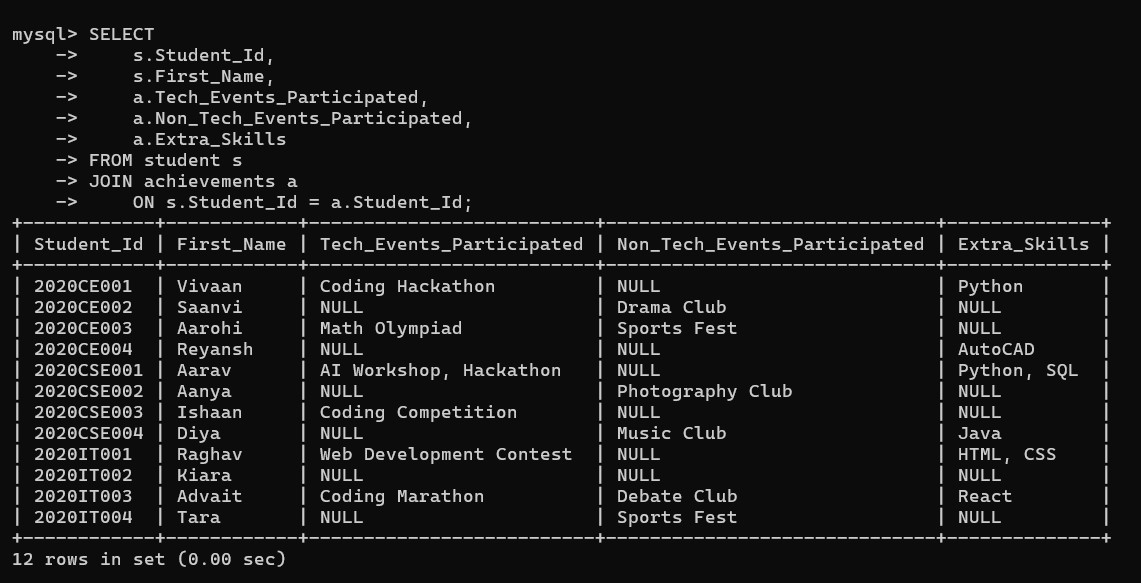 mysql> SELECT
    ->     s.Student_Id,
    ->     s.First_Name,
    ->     a.Tech_Events_Participated,
    ->     a.Non_Tech_Events_Participated,
    ->     a.Extra_Skills
    -> FROM student s
    -> JOIN achievements a
    ->     ON s.Student_Id = a.Student_Id;
+------------+------------+--------------------------+------------------------------+--------------+
| Student_Id | First_Name | Tech_Events_Participated | Non_Tech_Events_Participated | Extra_Skills |
+------------+------------+--------------------------+------------------------------+--------------+
| 2020CE001  | Vivaan     | Coding Hackathon         | NULL                         | Python       |
| 2020CE002  | Saanvi     | NULL                     | Drama Club                   | NULL         |
| 2020CE003  | Aarohi     | Math Olympiad            | Sports Fest                  | NULL         |
| 2020CE004  | Reyansh    | NULL                     | NULL                         | AutoCAD      |
| 2020CSE001 | Aarav      | AI Workshop, Hackathon   | NULL                         | Python, SQL  |
| 2020CSE002 | Aanya      | NULL                     | Photography Club             | NULL         |
| 2020CSE003 | Ishaan     | Coding Competition       | NULL                         | NULL         |
| 2020CSE004 | Diya       | NULL                     | Music Club                   | Java         |
| 2020IT001  | Raghav     | Web Development Contest  | NULL                         | HTML, CSS    |
| 2020IT002  | Kiara      | NULL                     | NULL                         | NULL         |
| 2020IT003  | Advait     | Coding Marathon          | Debate Club                  | React        |
| 2020IT004  | Tara       | NULL                     | Sports Fest                  | NULL         |
+------------+------------+--------------------------+------------------------------+--------------+
12 rows in set (0.00 sec)